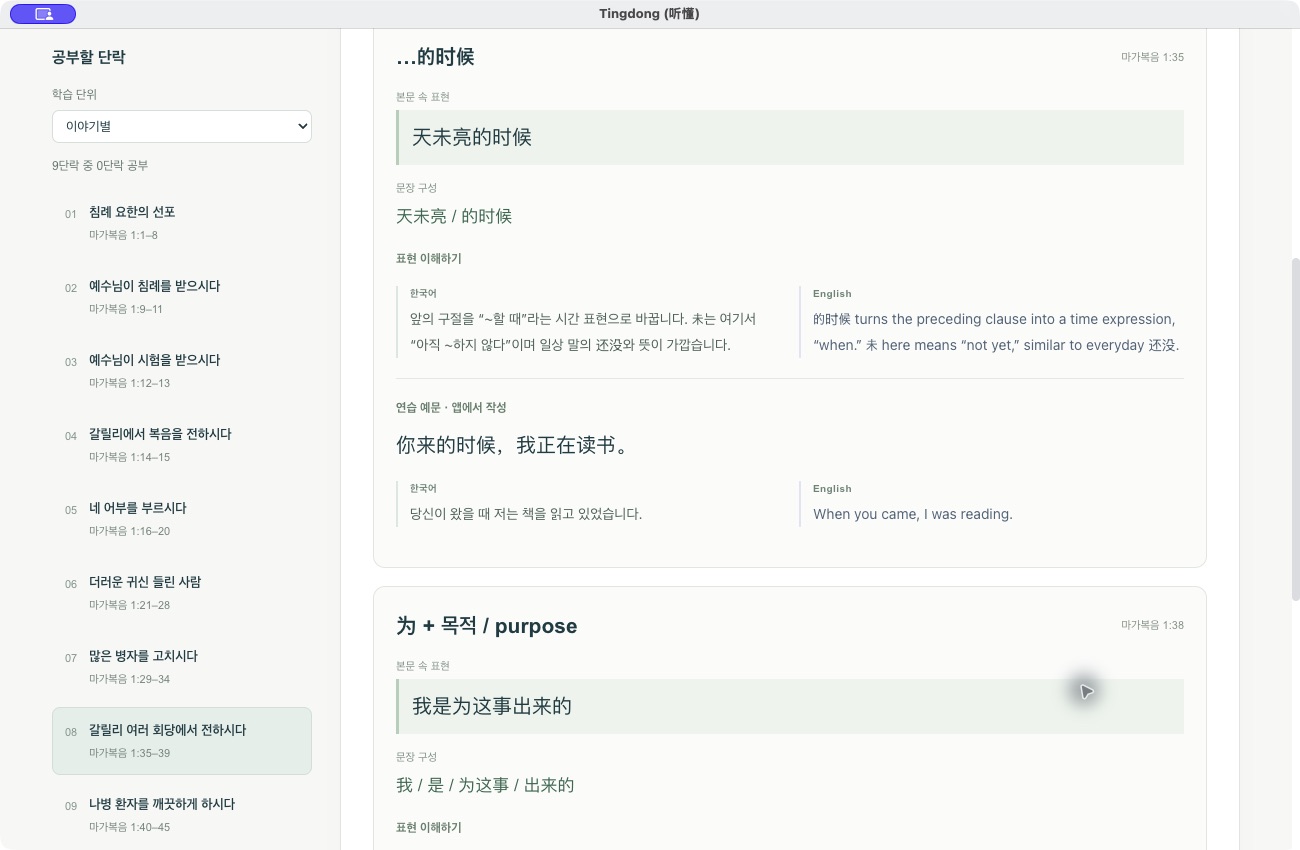 Tingdong (听懂)
공부할 단락
학습 단위
이야기별
9단락 중 0단락 공부
01 침례 요한의 선포
마가복음 1:1–8
02 예수님이 침례를 받으시다
마가복음 1:9–11
03 예수님이 시험을 받으시다
마가복음 1:12–13
04 갈릴리에서 복음을 전하시다
마가복음 1:14–15
05 네 어부를 부르시다
마가복음 1:16–20
06 더러운 귀신 들린 사람
마가복음 1:21–28
07 많은 병자를 고치시다
마가복음 1:29–34
08 갈릴리 여러 회당에서 전하시다
마가복음 1:35–39
09 나병 환자를 깨끗하게 하시다
마가복음 1:40–45
…的时候
마가복음 1:35
본문 속 표현
天未亮的时候
문장 구성
天未亮 / 的时候
표현 이해하기
한국어
앞의 구절을 “~할 때”라는 시간 표현으로 바꿉니다. 未는 여기서
“아직 ~하지 않다”이며 일상 말의 还没와 뜻이 가깝습니다.
English
的时候 turns the preceding clause into a time expression,
“when.” 未 here means “not yet,” similar to everyday 还没.
연습 예문 · 앱에서 작성
你来的时候，我正在读书。
한국어
당신이 왔을 때 저는 책을 읽고 있었습니다.
English
When you came, I was reading.
为 + 목적 / purpose
마가복음 1:38
본문 속 표현
我是为这事出来的
문장 구성
我 / 是 / 为这事 / 出来的
표현 이해하기